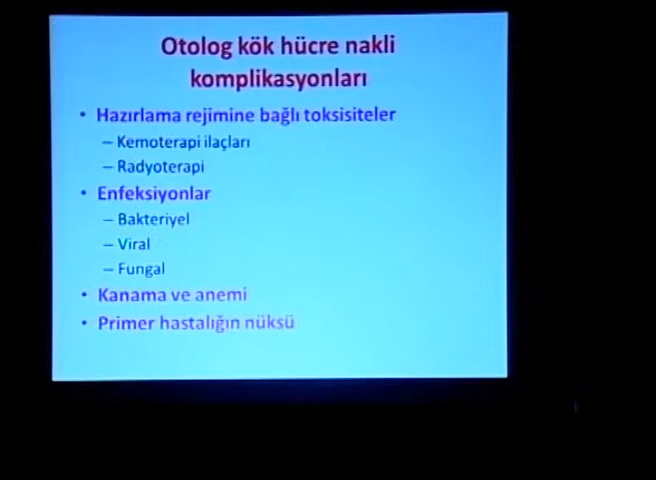 Otolog kök hücre nakli
komplikasyonları
• Hazırlama rejimine bağlı toksisiteler
– Kemoterapi ilaçları
– Radyoterapi
• Enfeksiyonlar
– Bakteriyel
– Viral
– Fungal
• Kanama ve anemi
• Primer hastalığın nüksü